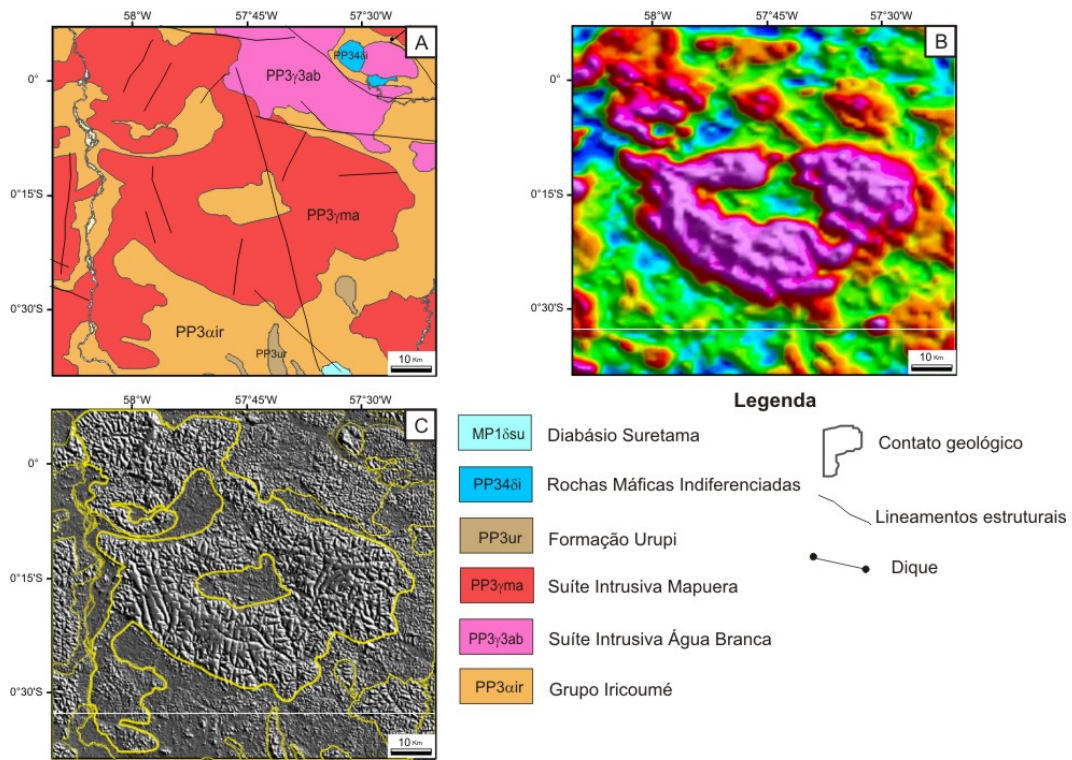 58°W 57°45'W 57°30'W
A
0°
0°15'S
0°30'S
PP3γ3ab
PP34δi
PP3γma
PP3αir
PP3ur
10 Km
58°W 57°45'W 57°30'W
B
0°
0°15'S
0°30'S
10 Km
58°W 57°45'W 57°30'W
C
0°
0°15'S
0°30'S
10 Km
Legenda
MP1δsu Diabásio Suretama
PP34δi Rochas Máficas Indiferenciadas
PP3ur Formação Urupi
PP3γma Suíte Intrusiva Mapuera
PP3γ3ab Suíte Intrusiva Água Branca
PP3αir Grupo Iricoumé
Contato geológico
Lineamentos estruturais
Dique